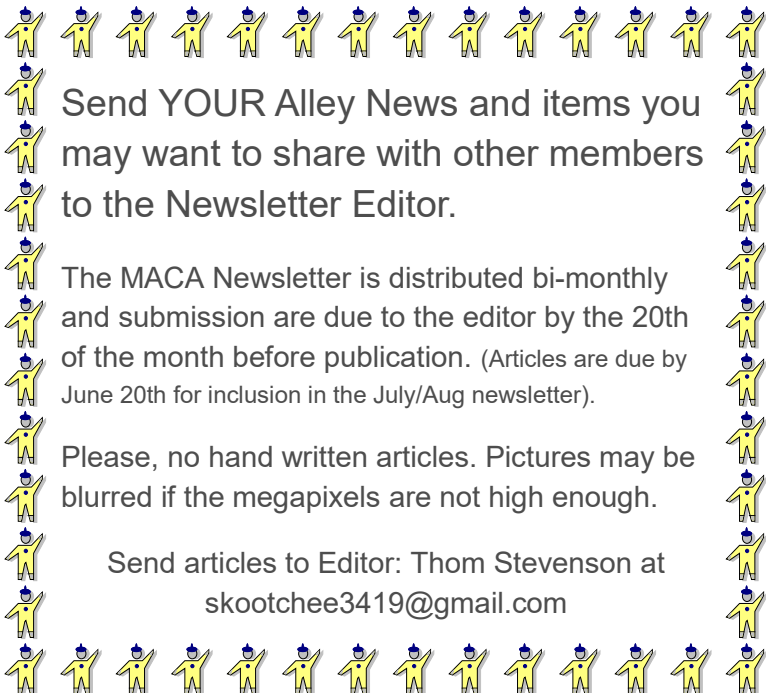 Send YOUR Alley News and items you
may want to share with other members
to the Newsletter Editor.
The MACA Newsletter is distributed bi-monthly
and submission are due to the editor by the 20th
of the month before publication. (Articles are due by
June 20th for inclusion in the July/Aug newsletter).
Please, no hand written articles. Pictures may be
blurred if the megapixels are not high enough.
Send articles to Editor: Thom Stevenson at
skootchee3419@gmail.com